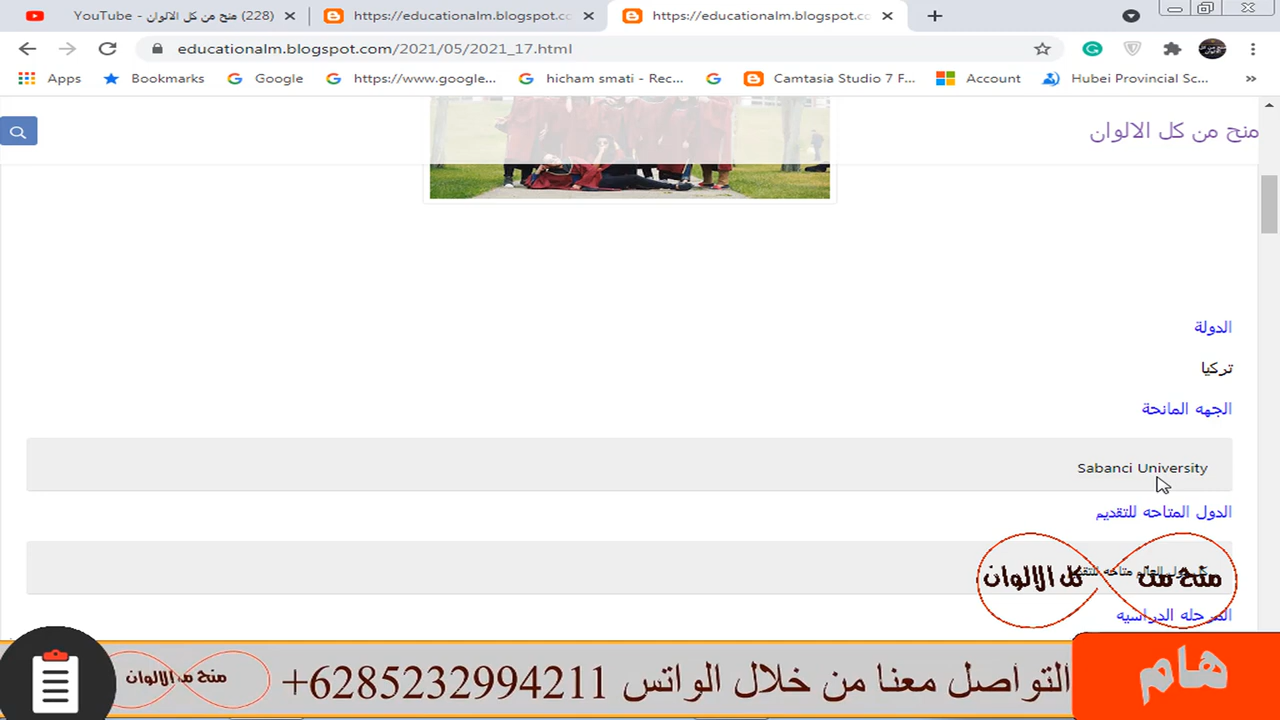 منح من كل الالوان - YouTube (228)
https://educationalm.blogspot.co
https://educationalm.blogspot.co
educationalm.blogspot.com/2021/05/2021_17.html
Apps
Bookmarks
Google
https://www.google...
hicham smati - Rec...
Camtasia Studio 7 F...
Account
Hubei Provincial Sc...
»
منح من كل الالوان
الدولة
تركيا
الجهه المانحة
Sabanci University
الدول المتاحه للتقديم
منح من كل الالوان
المرحله الدراسيه
هام
التواصل معنا من خلال الواتس 6285232994211+
منح من كل الالوان